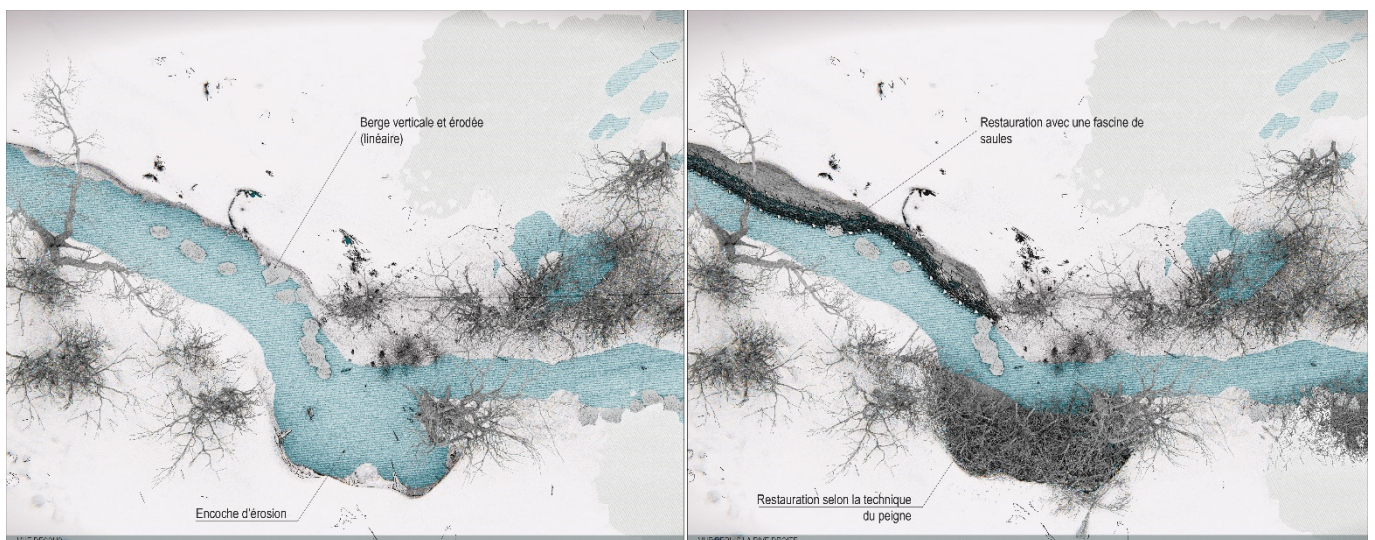 Berge verticale et érodée
(linéaire)
Encoche d'érosion
Restauration avec une fascine de
saules
Restauration selon la technique
du peigne